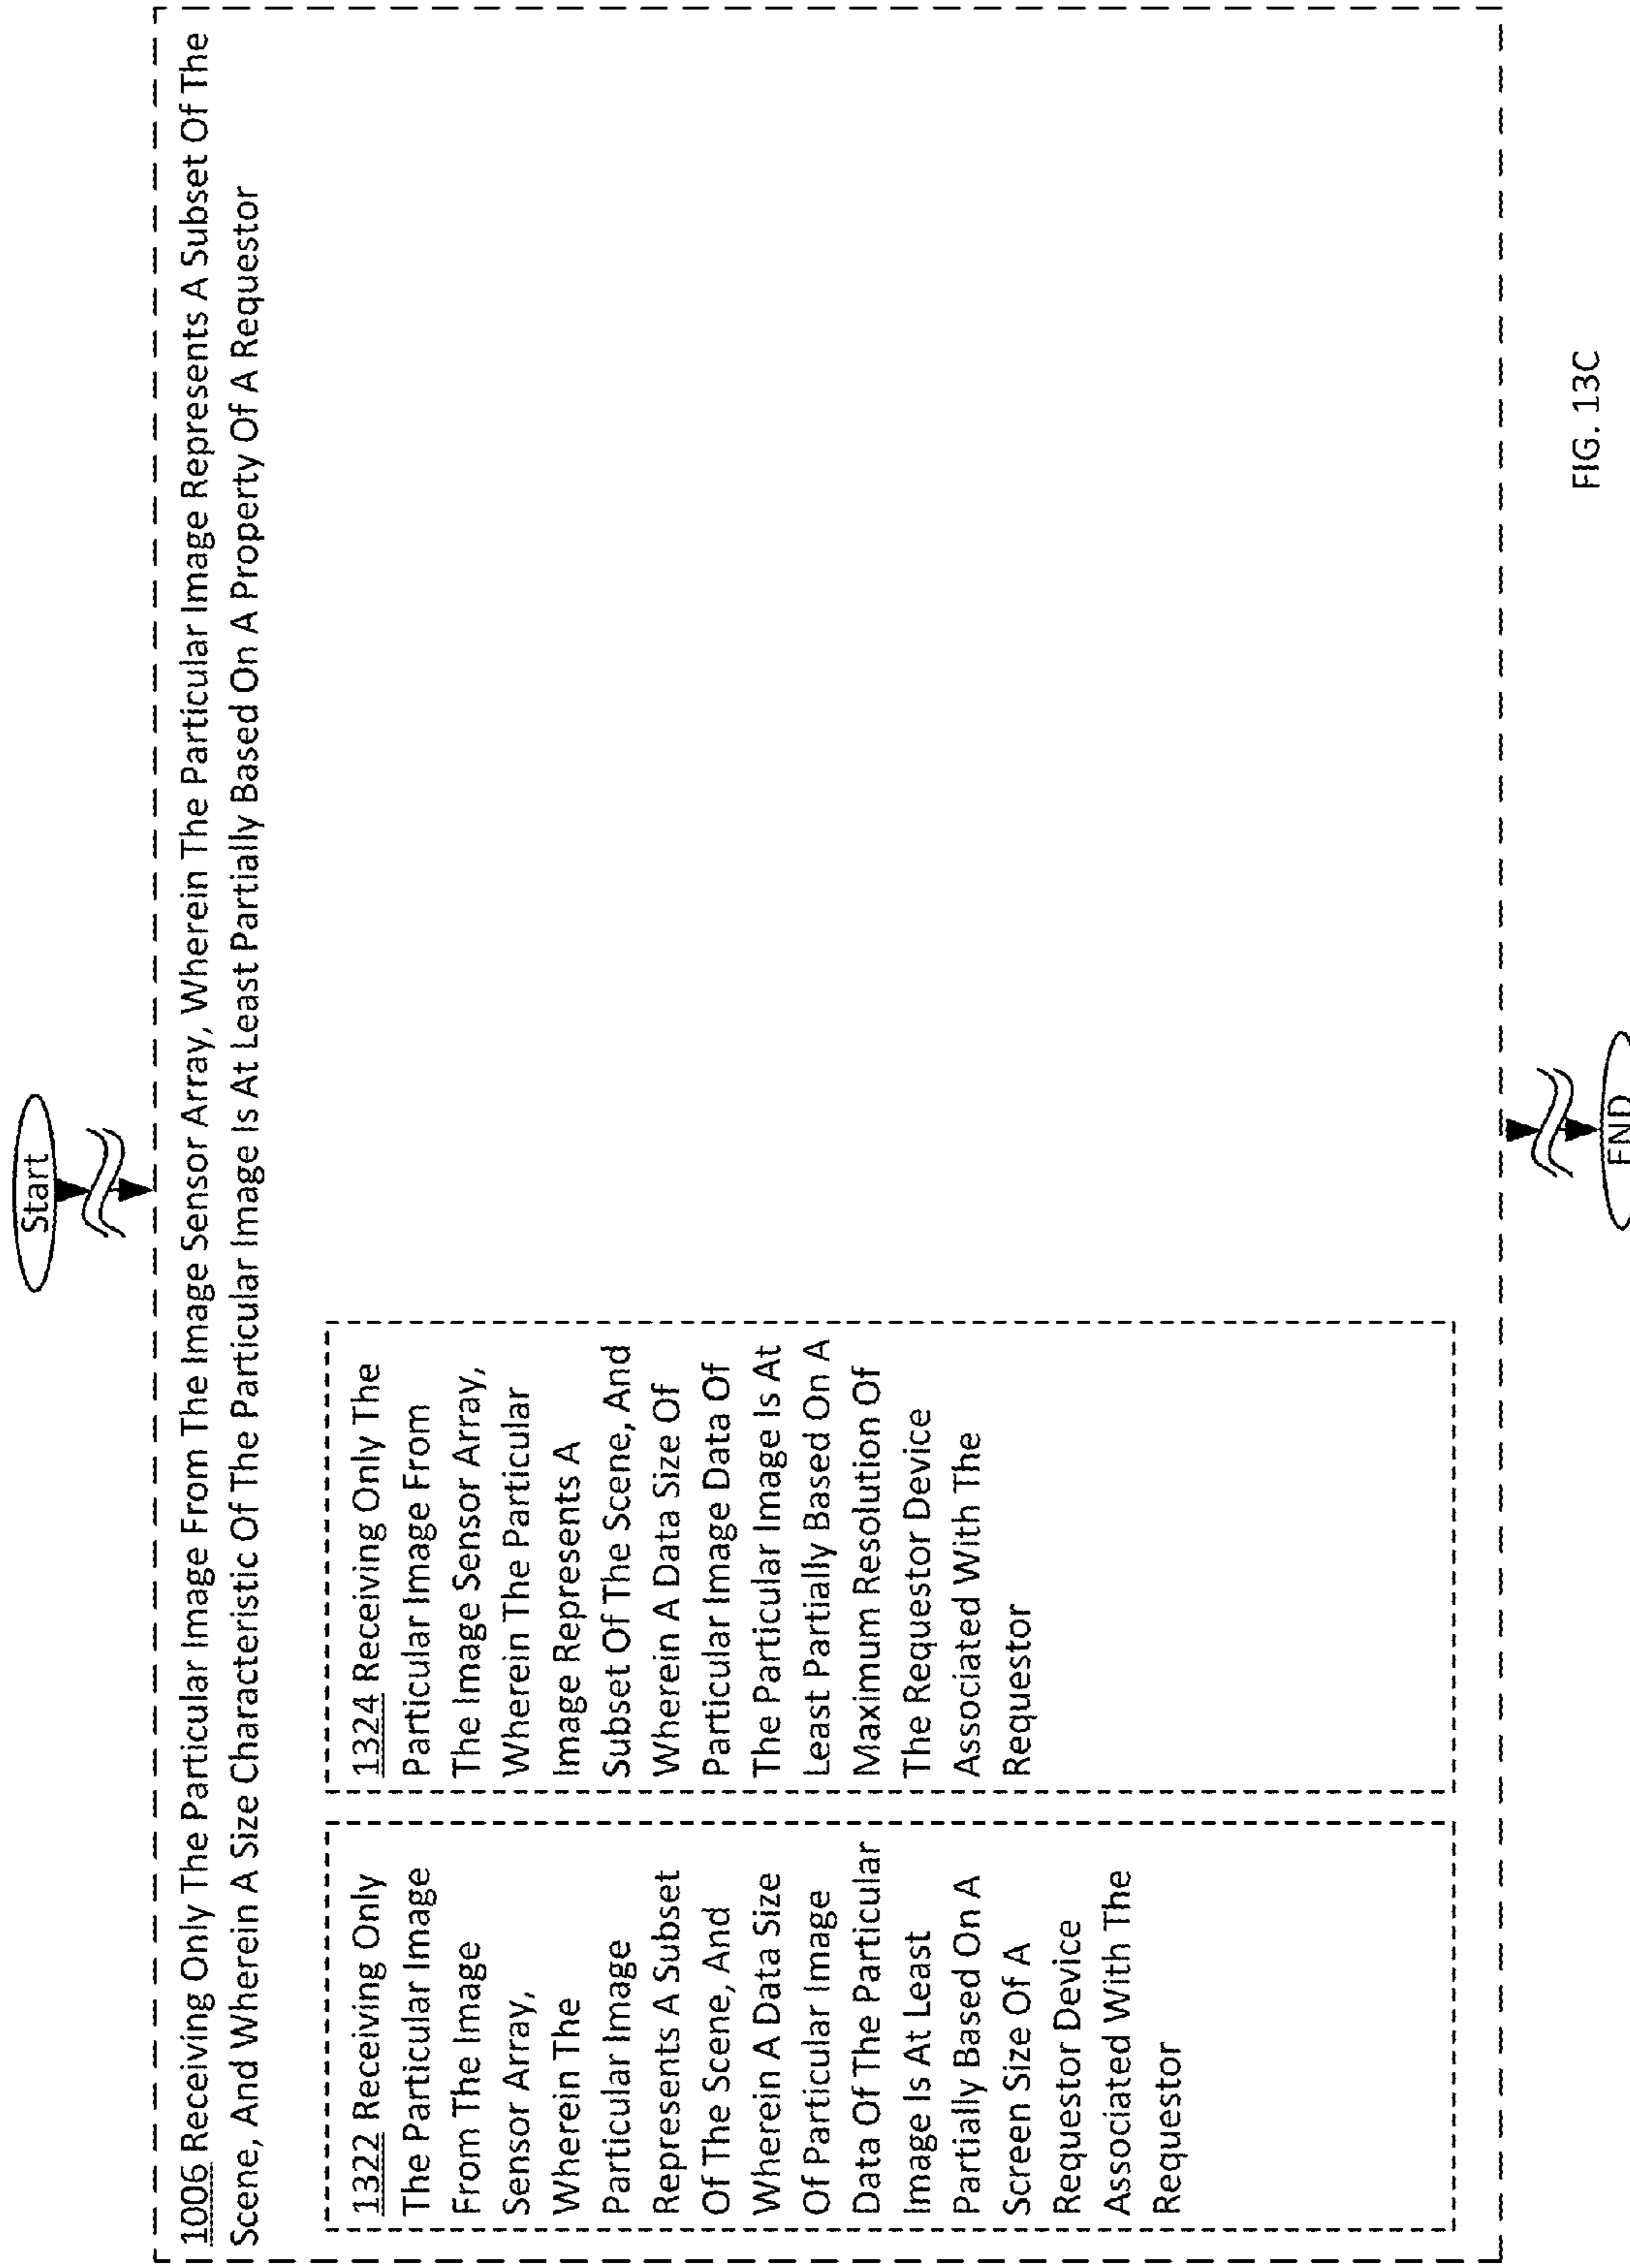 Start
1006 Receiving Only The Particular Image From The Image Sensor Array, Wherein The Particular Image Represents A Subset Of The
Scene, And Wherein A Size Characteristic Of The Particular Image Is At Least Partially Based On A Property Of A Requestor
1322 Receiving Only
The Particular Image
From The Image
Sensor Array,
Wherein The
Particular Image
Represents A Subset
Of The Scene, And
Wherein A Data Size
Of Particular Image
Data Of The Particular
Image Is At Least
Partially Based On A
Screen Size Of A
Requestor Device
Associated With The
Requestor
1324 Receiving Only The
Particular Image From
The Image Sensor Array,
Wherein The Particular
Image Represents A
Subset Of The Scene, And
Wherein A Data Size Of
Particular Image Data Of
The Particular Image Is At
Least Partially Based On A
Maximum Resolution Of
The Requestor Device
Associated With The
Requestor
END
FIG. 13C